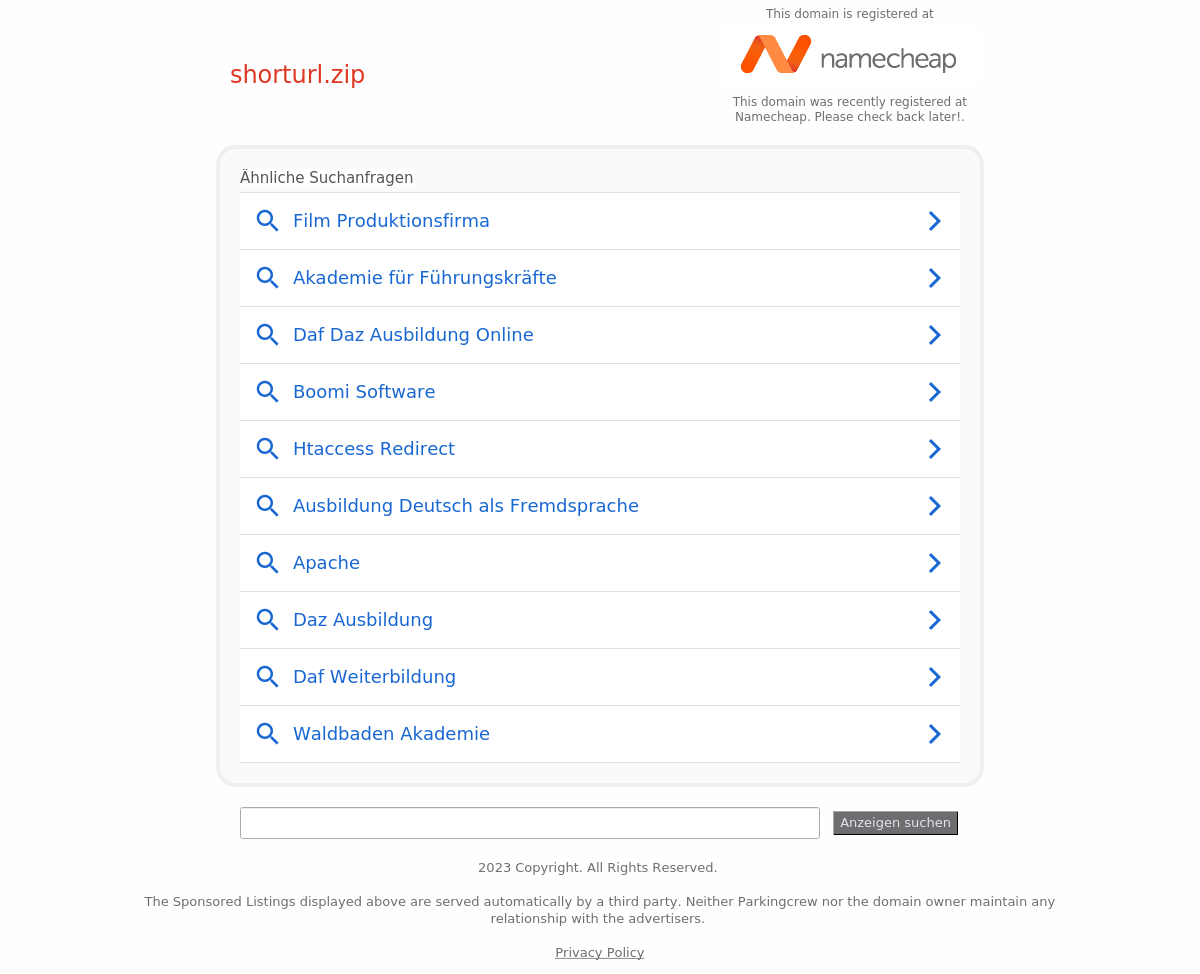 This domain is registered at
namecheap
shorturl.zip
This domain was recently registered at
Namecheap. Please check back later!.
Ähnliche Suchanfragen
Film Produktionsfirma
Akademie für Führungskräfte
Daf Daz Ausbildung Online
Boomi Software
Htaccess Redirect
Ausbildung Deutsch als Fremdsprache
Apache
Daz Ausbildung
Daf Weiterbildung
Waldbaden Akademie
Anzeigen suchen
2023 Copyright. All Rights Reserved.
The Sponsored Listings displayed above are served automatically by a third party. Neither Parkingcrew nor the domain owner maintain any
relationship with the advertisers.
Privacy Policy